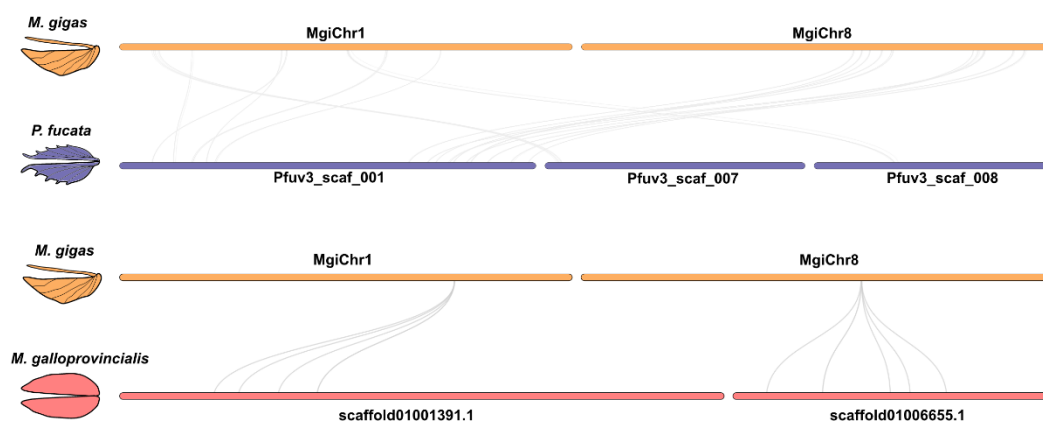 M. gigas
MgiChr1 MgiChr8
P. fucata
Pfuv3_scaf_001 Pfuv3_scaf_007 Pfuv3_scaf_008
M. gigas
MgiChr1 MgiChr8
M. galloprovincialis
scaffold01001391.1 scaffold01006655.1